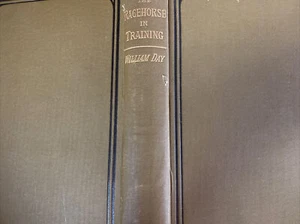 THE
RACEHORSE
IN
TRAINING
WILLIAM DAY